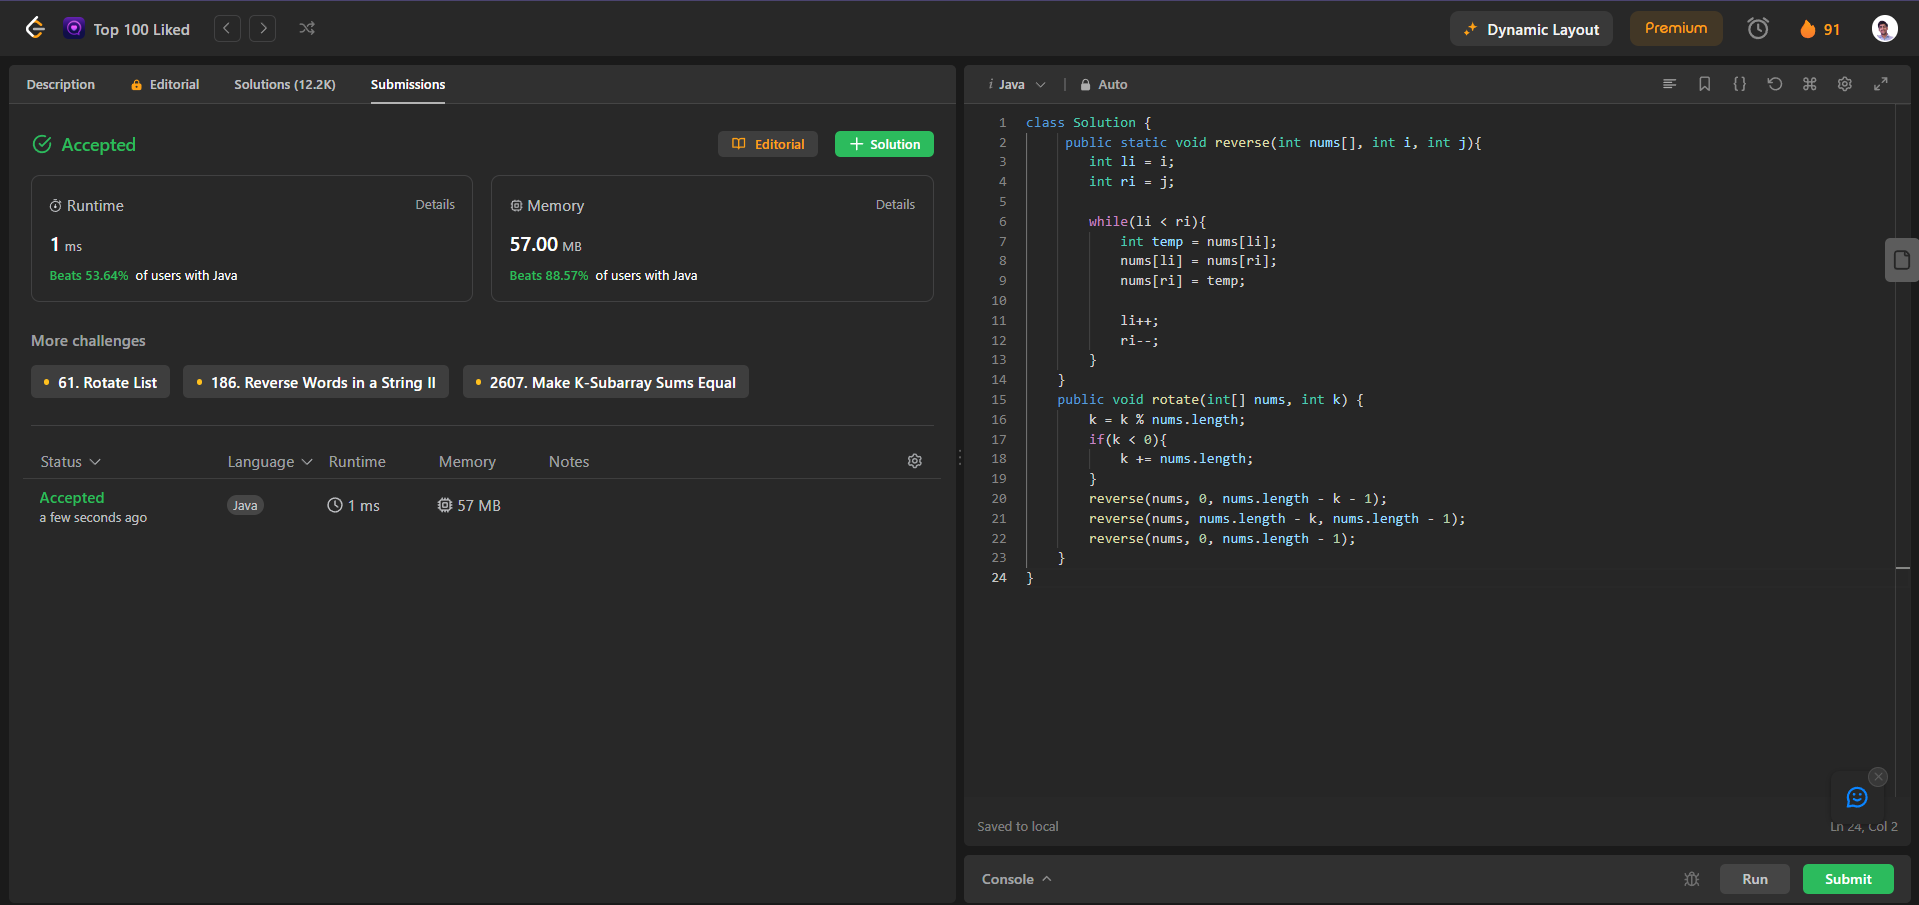 Top 100 Liked
Dynamic Layout
Premium
91
Description
Editorial
Solutions (12.2K)
Submissions
Accepted
Editorial
+ Solution
Runtime
Details
1 ms
Beats 53.64% of users with Java
Memory
Details
57.00 MB
Beats 88.57% of users with Java
More challenges
61. Rotate List
186. Reverse Words in a String II
2607. Make K-Subarray Sums Equal
Status Language Runtime Memory Notes
Accepted
a few seconds ago
Java
1 ms
57 MB
i Java | Auto
1 class Solution {
2 public static void reverse(int nums[], int i, int j){
3 int li = i;
4 int ri = j;
5
6 while(li < ri){
7 int temp = nums[li];
8 nums[li] = nums[ri];
9 nums[ri] = temp;
10
11 li++;
12 ri--;
13 }
14 }
15 public void rotate(int[] nums, int k) {
16 k = k % nums.length;
17 if(k < 0){
18 k += nums.length;
19 }
20 reverse(nums, 0, nums.length - k - 1);
21 reverse(nums, nums.length - k, nums.length - 1);
22 reverse(nums, 0, nums.length - 1);
23 }
24 }
Saved to local
Ln 24, Col 2
Console
Run
Submit